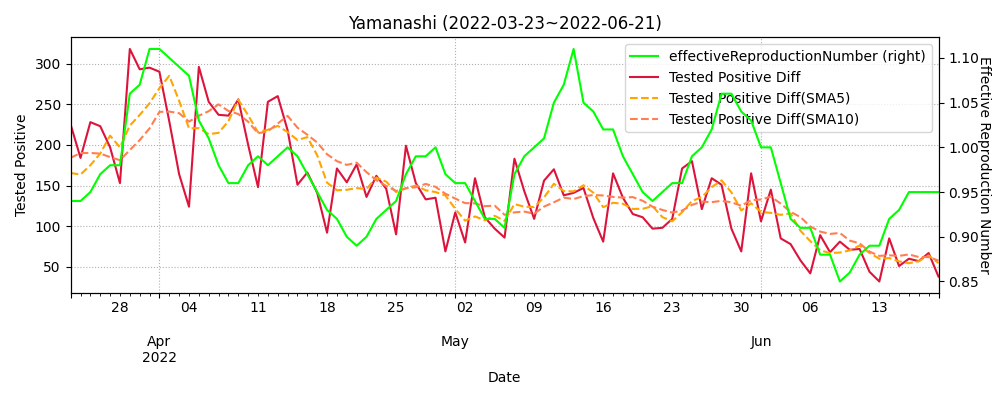 Yamanashi (2022-03-23~2022-06-21)
effectiveReproductionNumber (right)
Tested Positive Diff
Tested Positive Diff(SMA5)
Tested Positive Diff(SMA10)
Tested Positive
300
250
200
150
100
50
1.10
1.05
1.00
0.95
0.90
0.85
Effective Reproduction Number
28 04 11 18 25 02 09 16 23 30 06 13
Apr May Jun
2022
Date